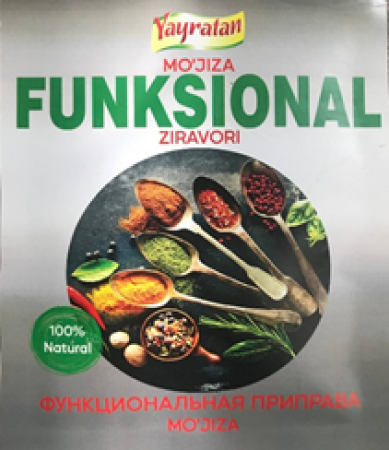 Yayratan
MO'JIZA
FUNKSIONAL
ZIRAVORI
100%
Natural
ФУНКЦИОНАЛЬНАЯ ПРИПРАВА
MO'JIZA